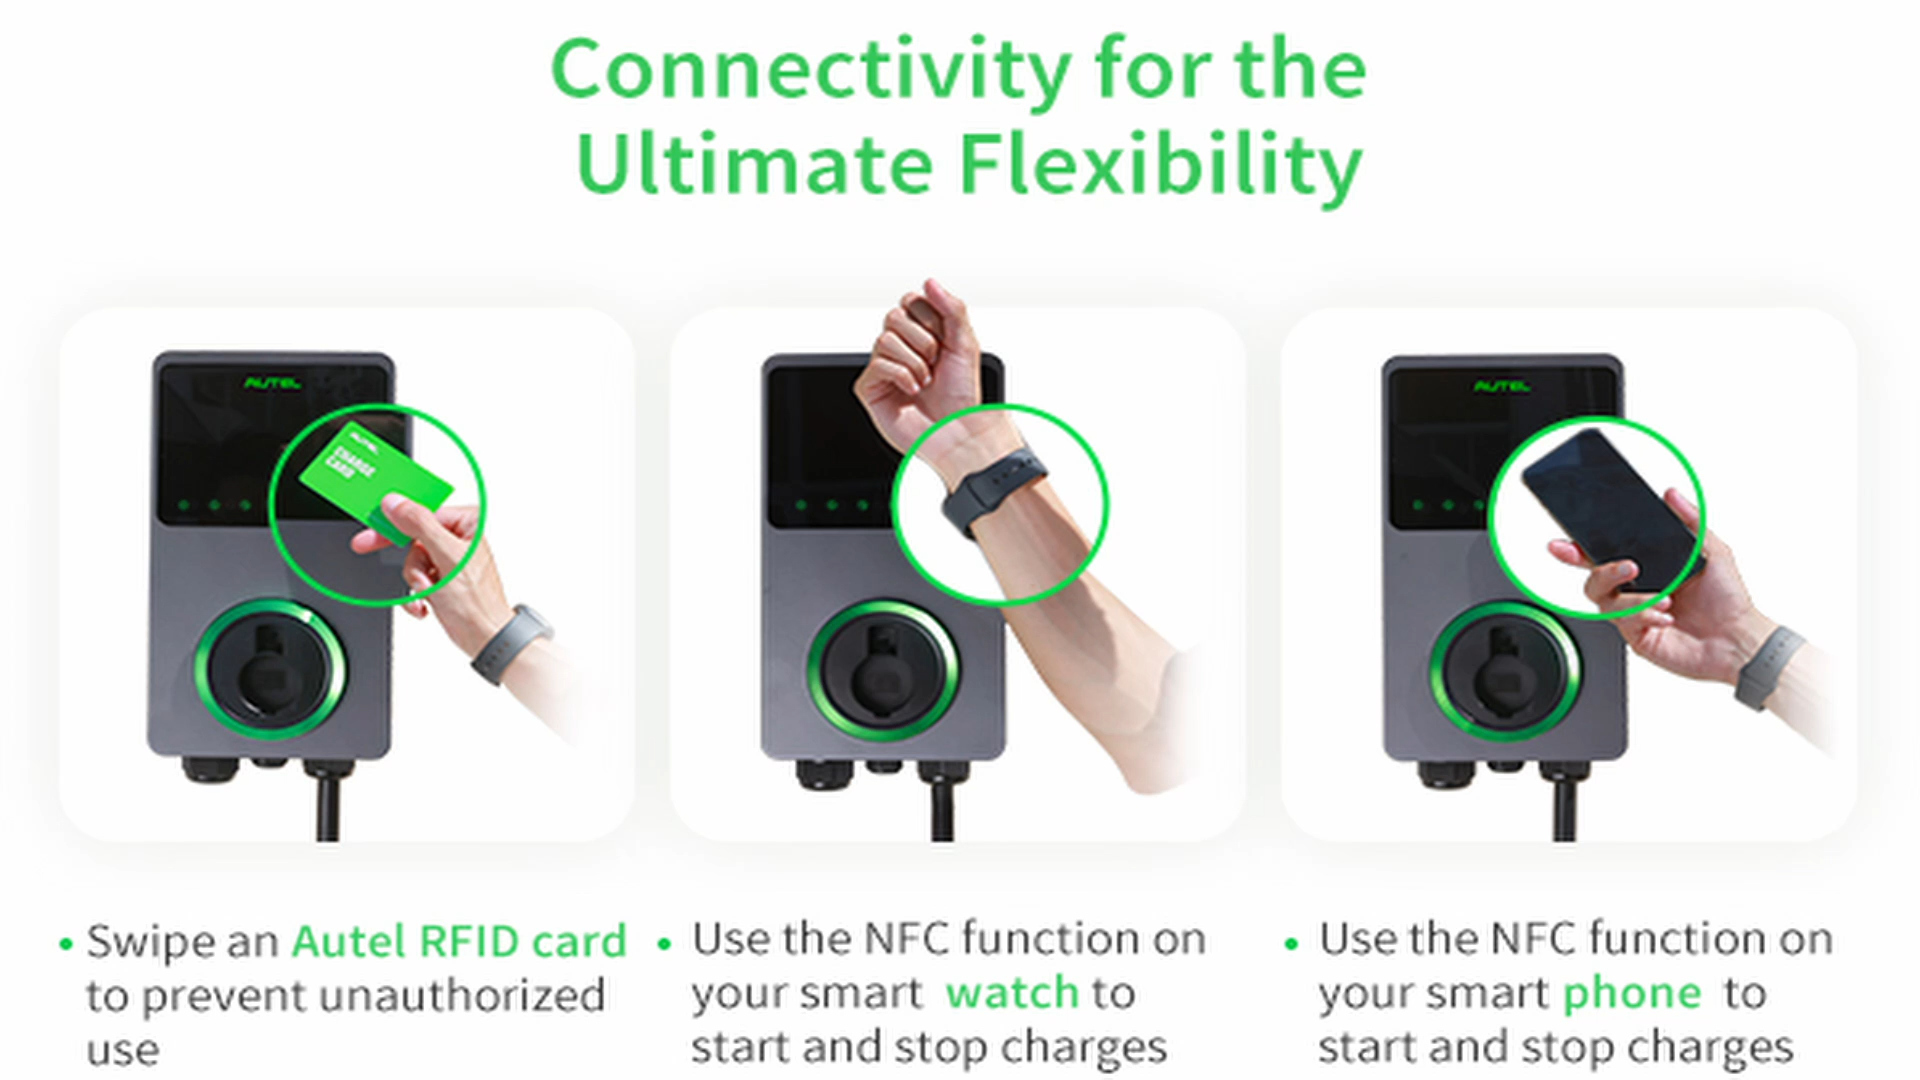 Connectivity for the
Ultimate Flexibility
AUTEL
AUTEL
CHARGE
CARD
AUTEL
• Swipe an Autel RFID card
to prevent unauthorized
use
• Use the NFC function on
your smart watch to
start and stop charges
• Use the NFC function on
your smart phone to
start and stop charges